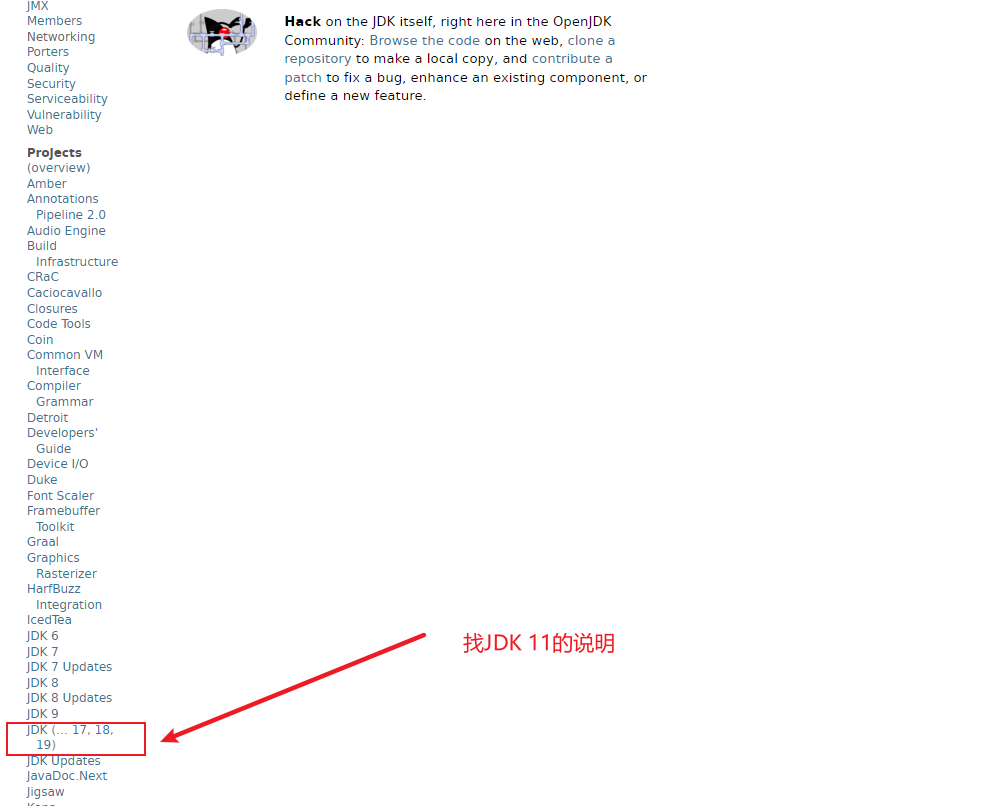 JMX
Members
Networking
Porters
Quality
Security
Serviceability
Vulnerability
Web
Projects
(overview)
Amber
Annotations
Pipeline 2.0
Audio Engine
Build
Infrastructure
CRaC
Caciocavallo
Closures
Code Tools
Coin
Common VM
Interface
Compiler
Grammar
Detroit
Developers'
Guide
Device I/O
Duke
Font Scaler
Framebuffer
Toolkit
Graal
Graphics
Rasterizer
HarfBuzz
Integration
IcedTea
JDK 6
JDK 7
JDK 7 Updates
JDK 8
JDK 8 Updates
JDK 9
JDK (... 17, 18,
19)
JDK Updates
JavaDoc.Next
Jigsaw
Hack on the JDK itself, right here in the OpenJDK
Community: Browse the code on the web, clone a
repository to make a local copy, and contribute a
patch to fix a bug, enhance an existing component, or
define a new feature.
找JDK 11的说明